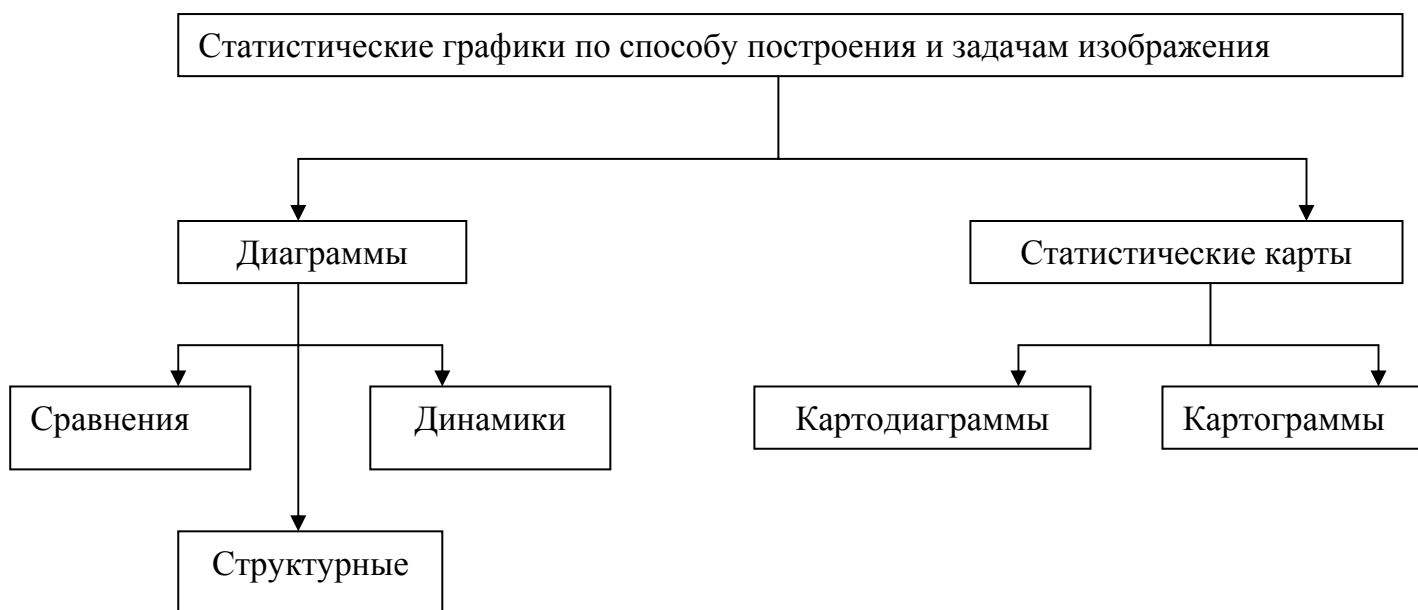 Статистические графики по способу построения и задачам изображения
Диаграммы
Статистические карты
Сравнения
Динамики
Картодиаграммы
Картограммы
Структурные